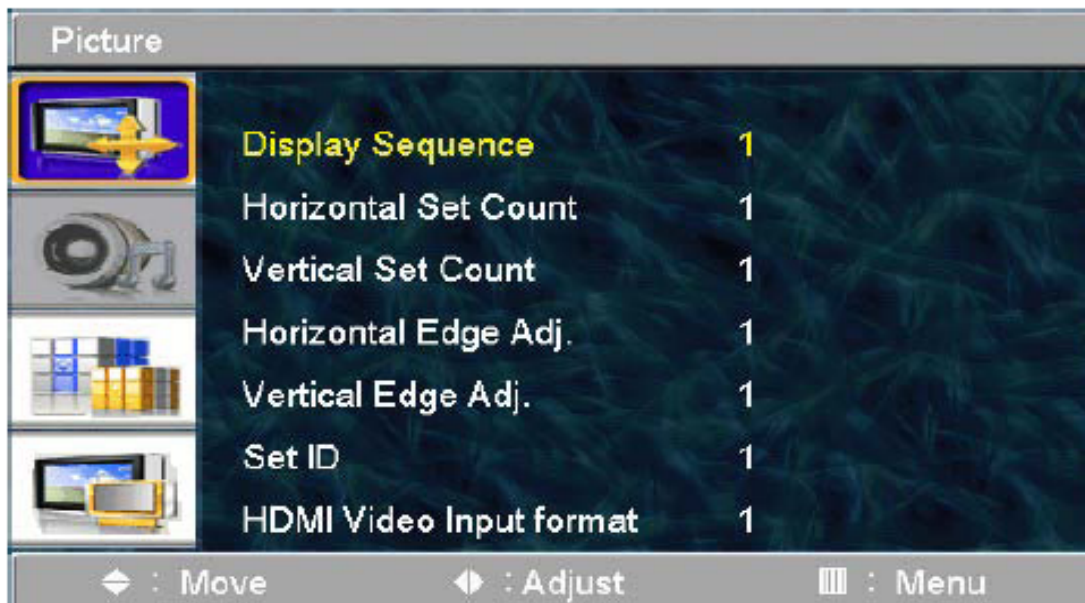 Picture
Display Sequence 1
Horizontal Set Count 1
Vertical Set Count 1
Horizontal Edge Adj. 1
Vertical Edge Adj. 1
Set ID 1
HDMI Video Input format 1
: Move : Adjust : Menu